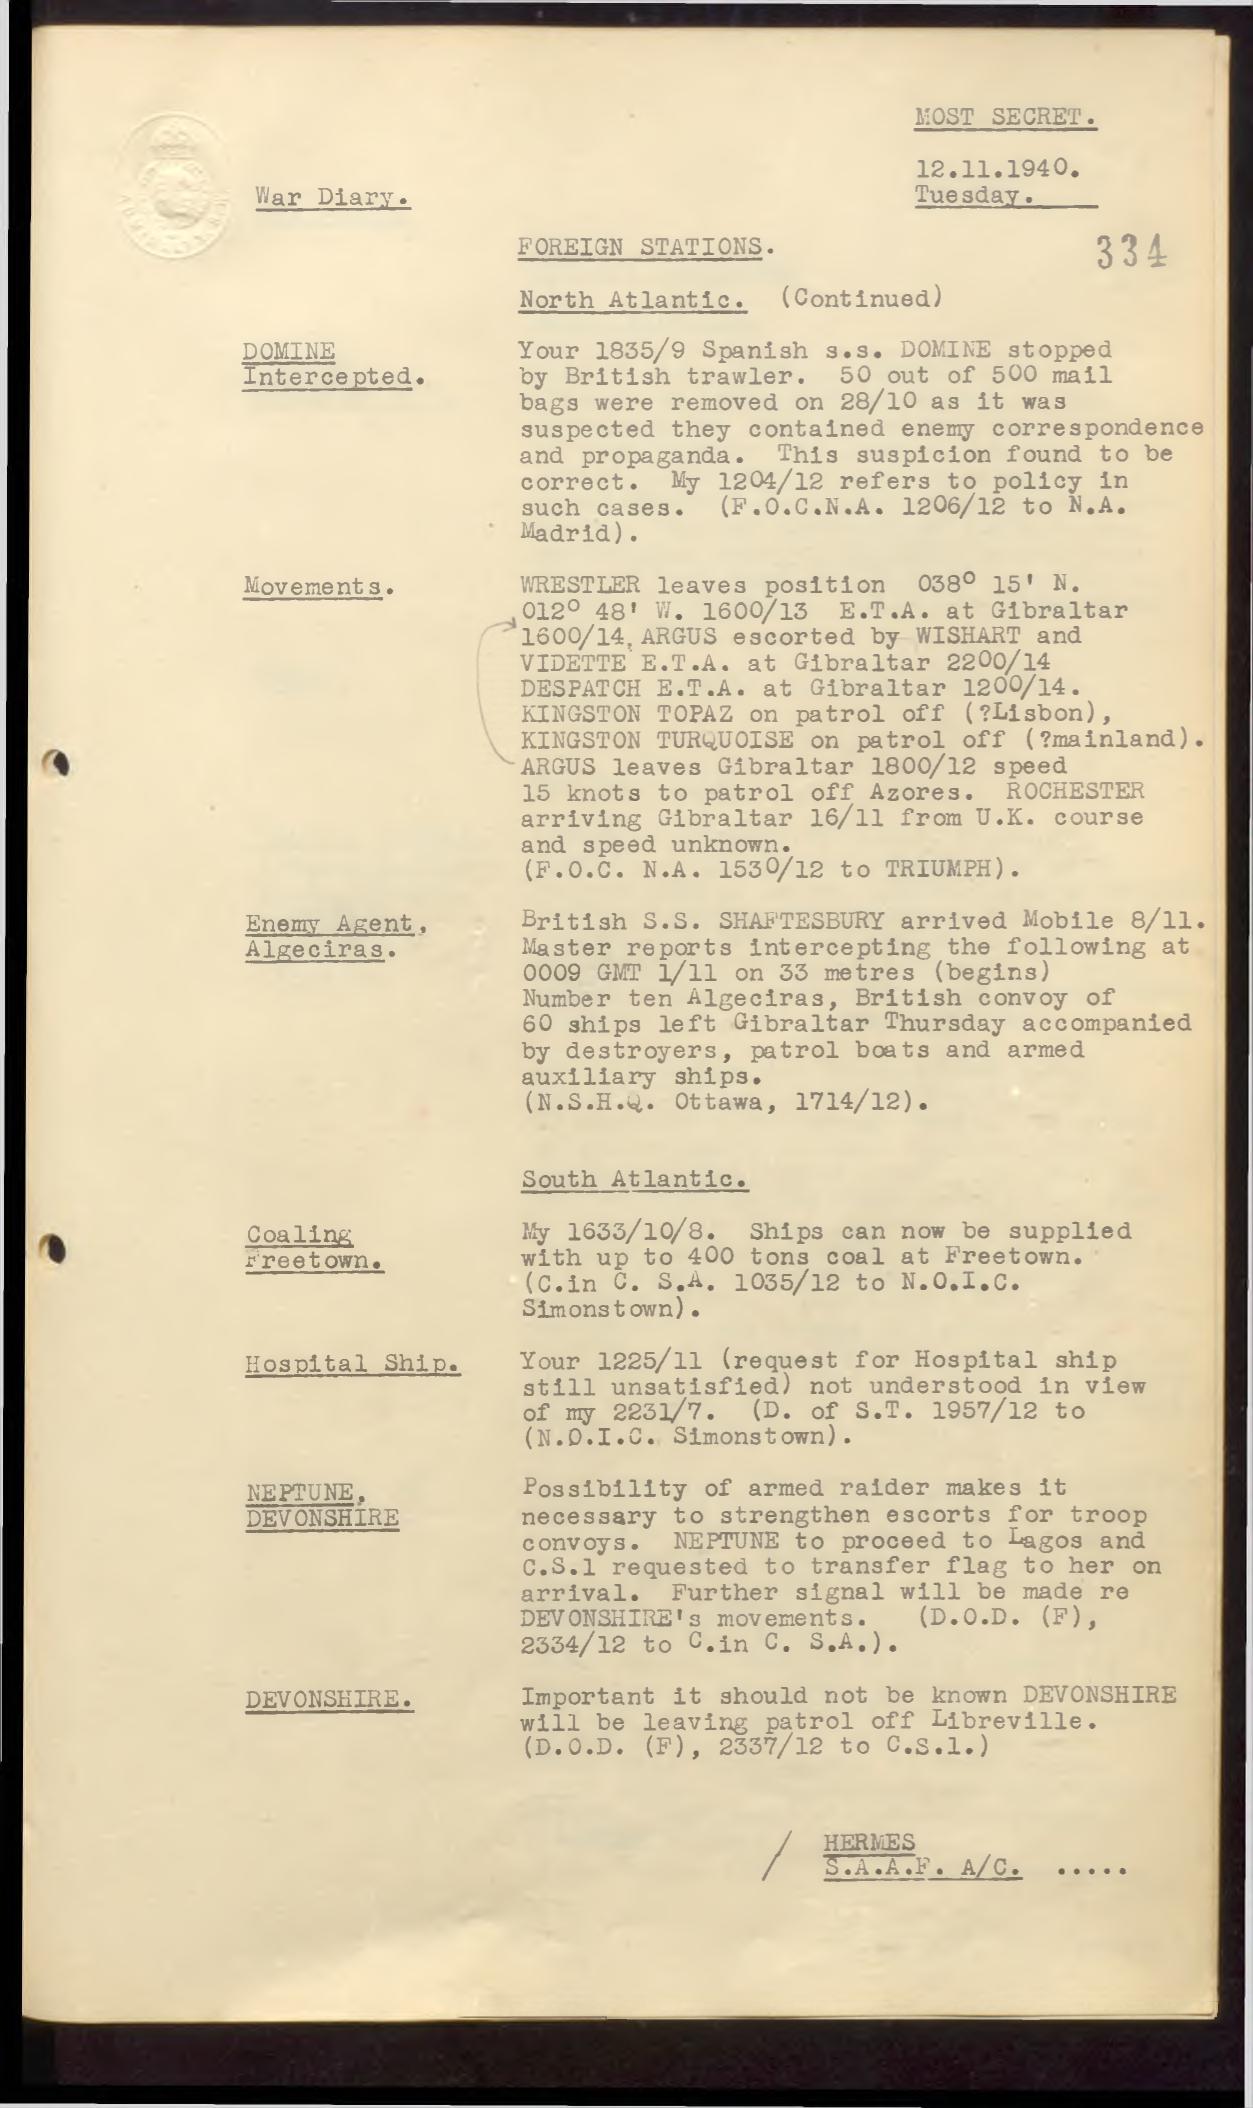 MOST SECRET.
12.11.1940.
Tuesday.
War Diary.
FOREIGN STATIONS.
334
North Atlantic. (Continued)
DOMINE
Intercepted.
Your 1835/9 Spanish s.s. DOMINE stopped
by British trawler. 50 out of 500 mail
bags were removed on 28/10 as it was
suspected they contained enemy correspondence
and propaganda. This suspicion found to be
correct. My 1204/12 refers to policy in
such cases. (F.O.C.N.A. 1206/12 to N.A.
Madrid).
Movements.
WRESTLER leaves position 038° 15' N.
012° 48' W. 1600/13 E.T.A. at Gibraltar
1600/14, ARGUS escorted by WISHART and
VIDETTE E.T.A. at Gibraltar 2200/14
DESPATCH E.T.A. at Gibraltar 1200/14.
KINGSTON TOPAZ on patrol off (?Lisbon),
KINGSTON TURQUOISE on patrol off (?mainland).
ARGUS leaves Gibraltar 1800/12 speed
15 knots to patrol off Azores. ROCHESTER
arriving Gibraltar 16/11 from U.K. course
and speed unknown.
(F.O.C. N.A. 1530/12 to TRIUMPH).
Enemy Agent,
Algeciras.
British S.S. SHAFTESBURY arrived Mobile 8/11.
Master reports intercepting the following at
0009 GMT 1/11 on 33 metres (begins)
Number ten Algeciras, British convoy of
60 ships left Gibraltar Thursday accompanied
by destroyers, patrol boats and armed
auxiliary ships.
(N.S.H.Q. Ottawa, 1714/12).
South Atlantic.
Coaling
Freetown.
My 1633/10/8. Ships can now be supplied
with up to 400 tons coal at Freetown.
(C.in C. S.A. 1035/12 to N.O.I.C.
Simonstown).
Hospital Ship.
Your 1225/11 (request for Hospital ship
still unsatisfied) not understood in view
of my 2231/7. (D. of S.T. 1957/12 to
(N.O.I.C. Simonstown).
NEPTUNE,
DEVONSHIRE
Possibility of armed raider makes it
necessary to strengthen escorts for troop
convoys. NEPTUNE to proceed to Lagos and
C.S.1 requested to transfer flag to her on
arrival. Further signal will be made re
DEVONSHIRE's movements. (D.O.D. (F),
2334/12 to C.in C. S.A.).
DEVONSHIRE.
Important it should not be known DEVONSHIRE
will be leaving patrol off Libreville.
(D.O.D. (F), 2337/12 to C.S.1.)
/ HERMES
S.A.A.F. A/C. .....